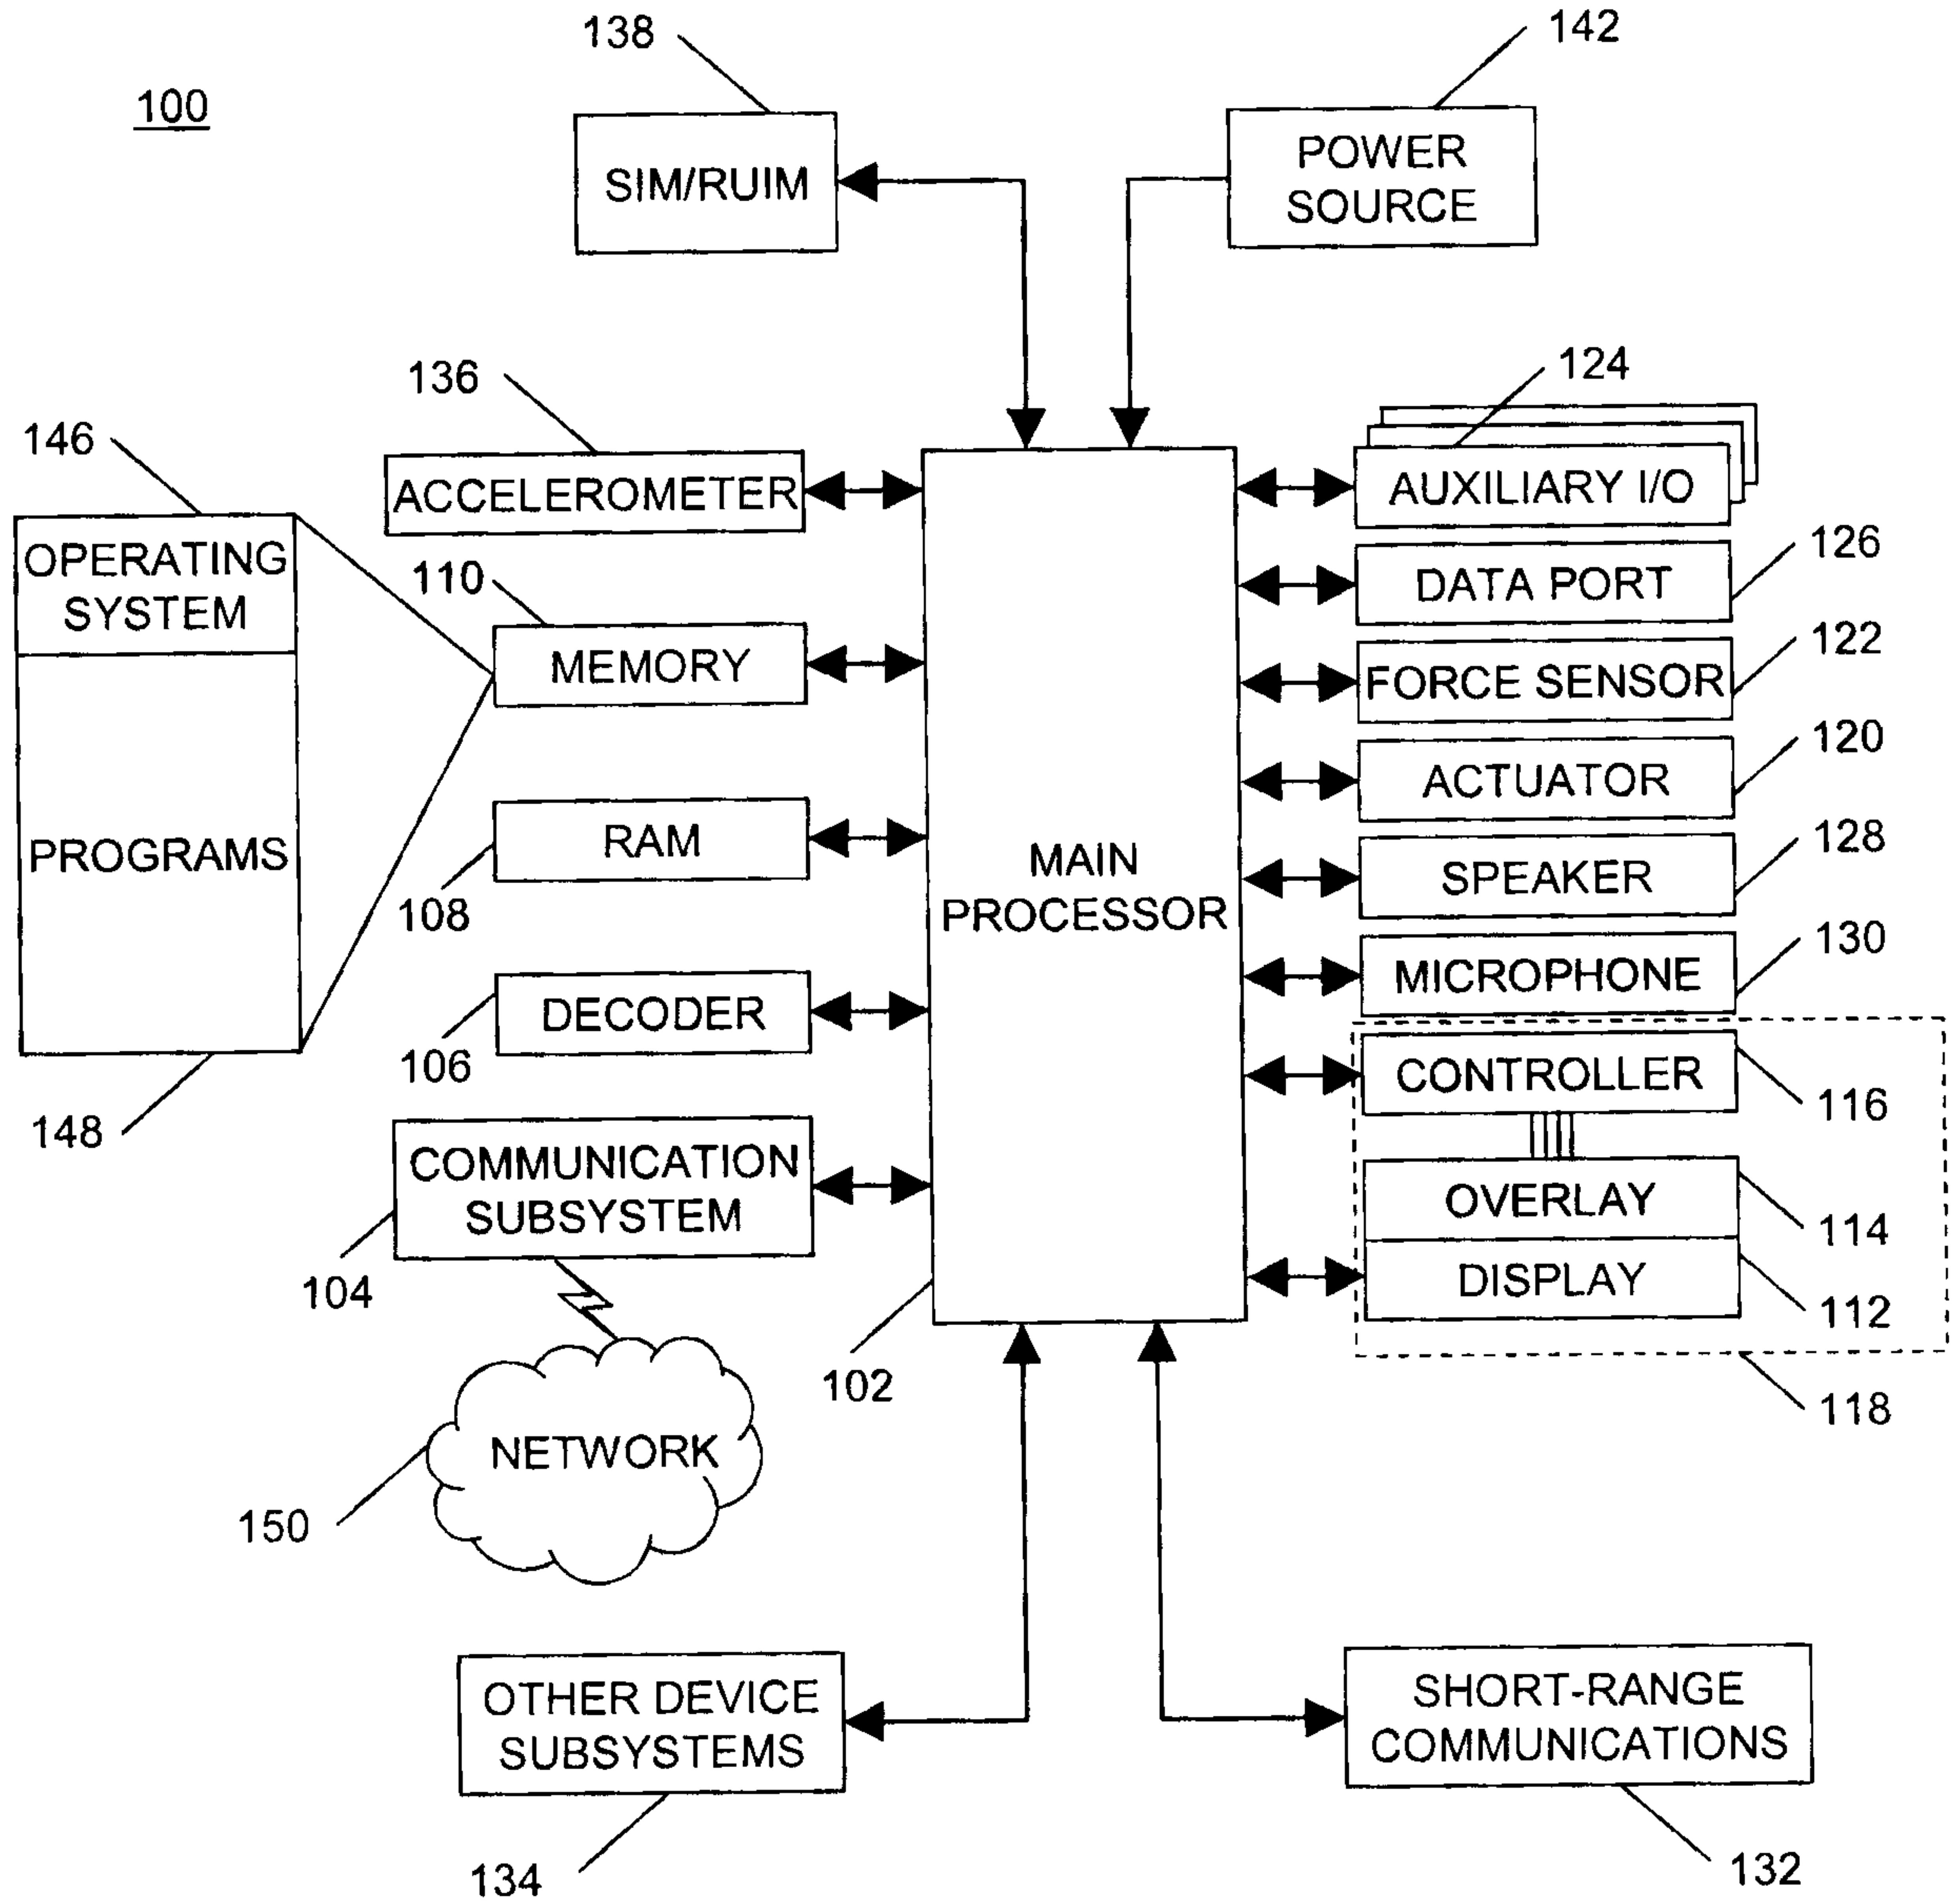 138
142
100
SIM/RUIM
POWER
SOURCE
136
124
146
ACCELEROMETER
AUXILIARY I/O
OPERATING
SYSTEM
110
DATA PORT
126
MEMORY
FORCE SENSOR
122
ACTUATOR
120
PROGRAMS
RAM
108
MAIN
PROCESSOR
SPEAKER
128
MICROPHONE
130
DECODER
106
CONTROLLER
116
148
COMMUNICATION
SUBSYSTEM
104
OVERLAY
114
DISPLAY
112
102
118
NETWORK
150
OTHER DEVICE
SUBSYSTEMS
134
SHORT-RANGE
COMMUNICATIONS
132